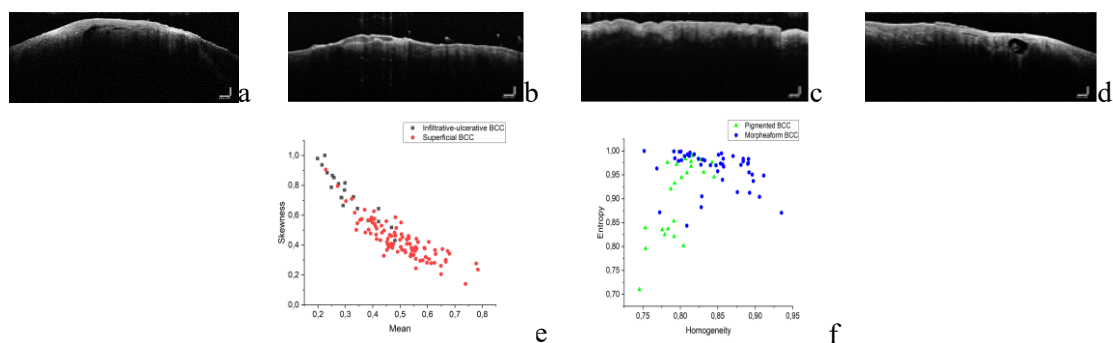 a
b
c
d
Infiltrative-ulcerative BCC
Superficial BCC
1,0
0,8
0,6
0,4
0,2
0,0
Skewness
0,2 0,3 0,4 0,5 0,6 0,7 0,8
Mean
e
Pigmented BCC
Morpheaform BCC
1,00
0,95
0,90
0,85
0,80
0,75
0,70
Entropy
0,75 0,80 0,85 0,90 0,95
Homogeneity
f